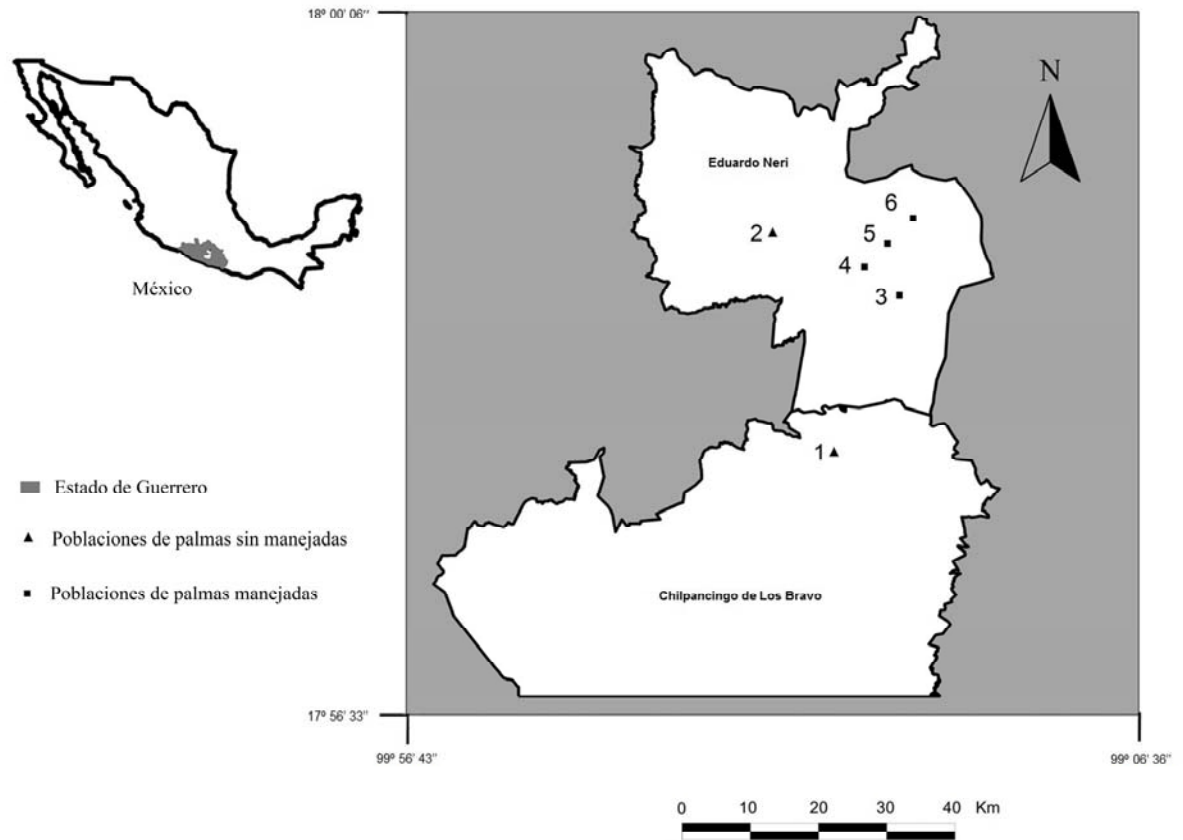 18º 00' 06"
N
Eduardo Neri
6
5
2
4
3
México
1
Estado de Guerrero
Poblaciones de palmas sin manejadas
Poblaciones de palmas manejadas
Chilpancingo de Los Bravo
17º 56' 33"
99º 56' 43"
99º 06' 36"
0 10 20 30 40 Km